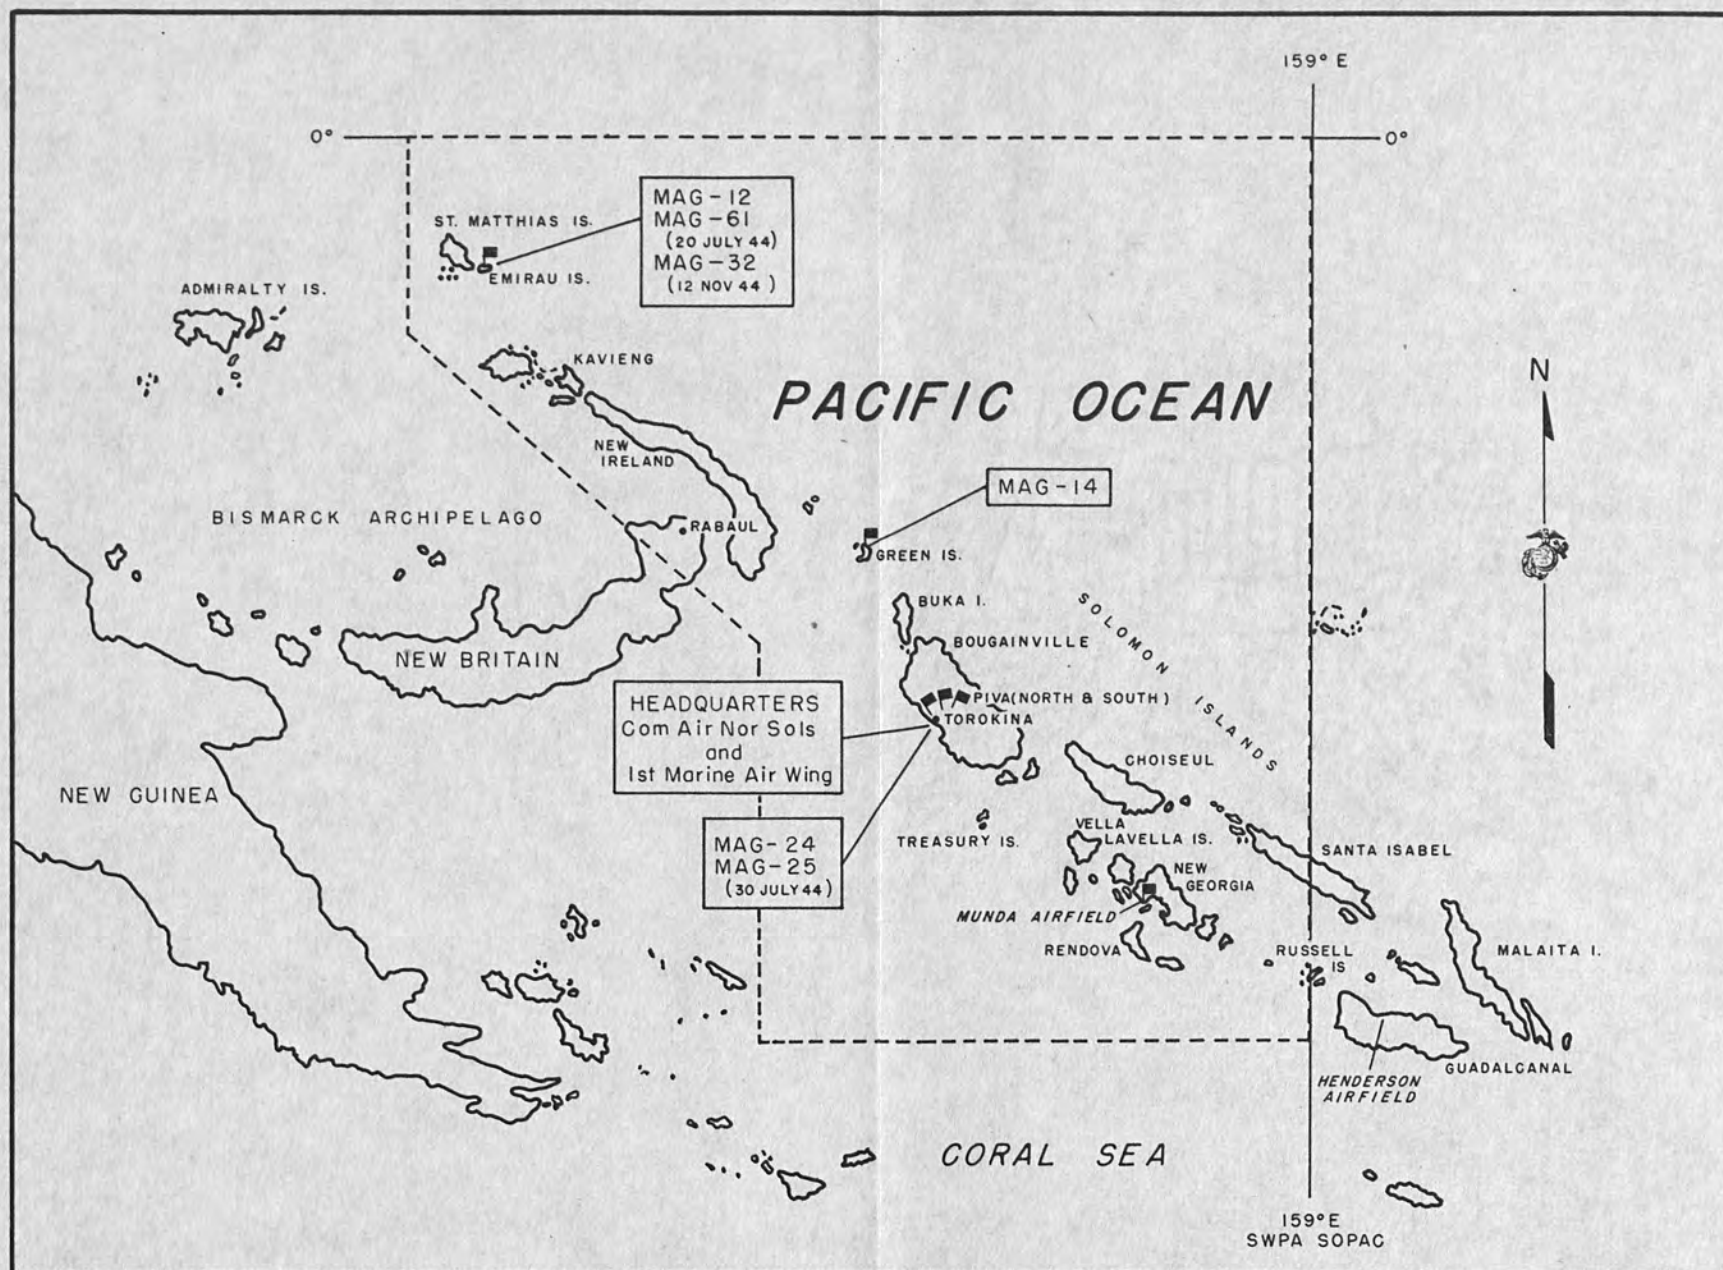 159° E
0°
0°
MAG-12
MAG-61
(20 JULY 44)
MAG-32
(12 NOV 44)
ST. MATTHIAS IS.
EMIRAU IS.
ADMIRALTY IS.
KAVIENG
N
PACIFIC OCEAN
NEW
IRELAND
MAG-14
BISMARCK ARCHIPELAGO
RABAUL
GREEN IS.
BUKA I.
SOLOMON ISLANDS
BOUGAINVILLE
NEW BRITAIN
PIVA(NORTH & SOUTH)
TOROKINA
HEADQUARTERS
Com Air Nor Sols
and
1st Marine Air Wing
CHOISEUL
NEW GUINEA
MAG-24
MAG-25
(30 JULY 44)
TREASURY IS.
VELLA
LAVELLA IS.
SANTA ISABEL
NEW
GEORGIA
MUNDA AIRFIELD
RENDOVA
RUSSELL
IS
MALAITA I.
GUADALCANAL
HENDERSON
AIRFIELD
CORAL SEA
159° E
SWPA SOPAC